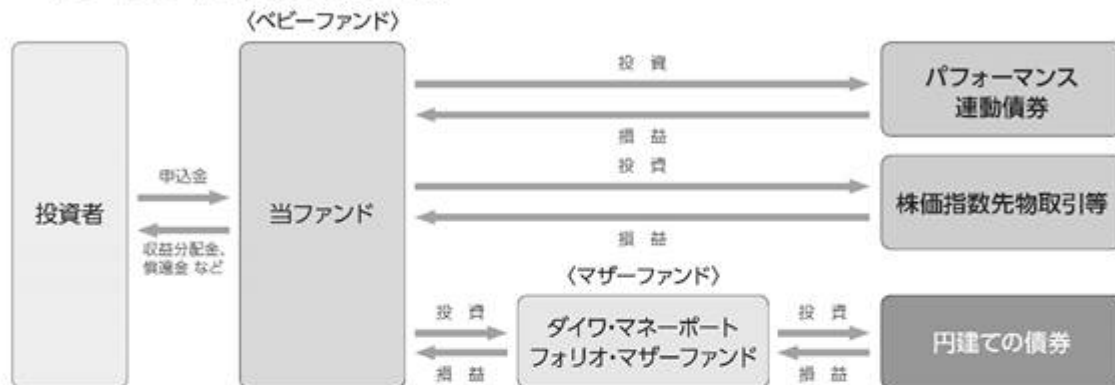 〈ベビーファンド〉
投資者
申込金
収益分配金、
償還金 など
当ファンド
投 資
損 益
パフォーマンス
連動債券
投 資
損 益
株価指数先物取引等
〈マザーファンド〉
投 資
損 益
ダイワ・マネーポート
フォリオ・マザーファンド
投 資
損 益
円建ての債券